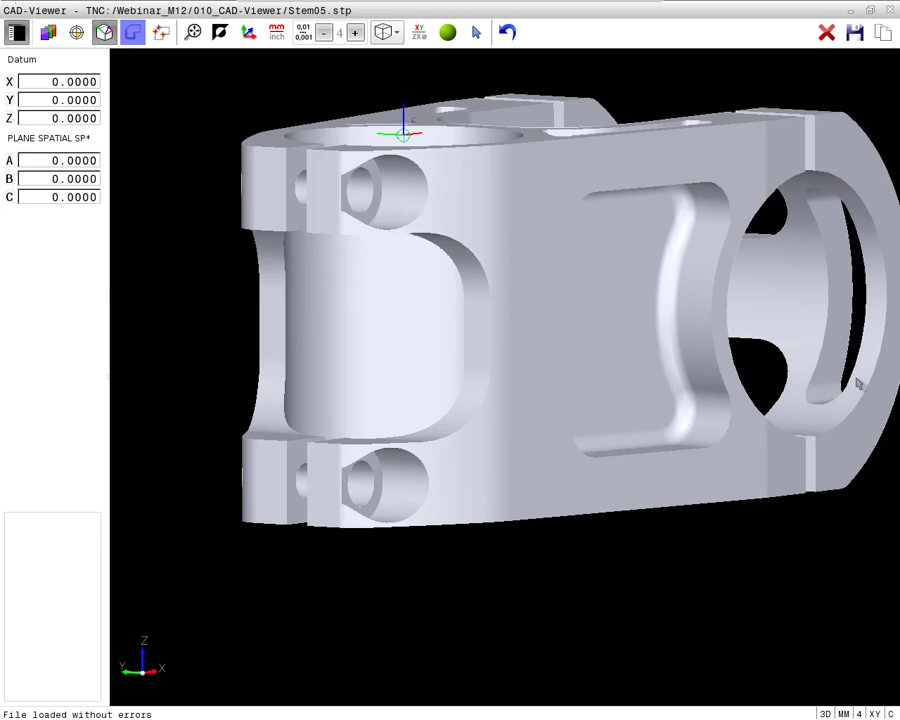 CAD-Viewer - TNC:/Webinar_M12/010_CAD-Viewer/Stem05.stp
mm
inch
0,01
0,001
- 4 +
XY
ZX
Datum
X 0.0000
Y 0.0000
Z 0.0000
PLANE SPATIAL SP*
A 0.0000
B 0.0000
C 0.0000
Z
Y
X
File loaded without errors
3D MM 4 XY C